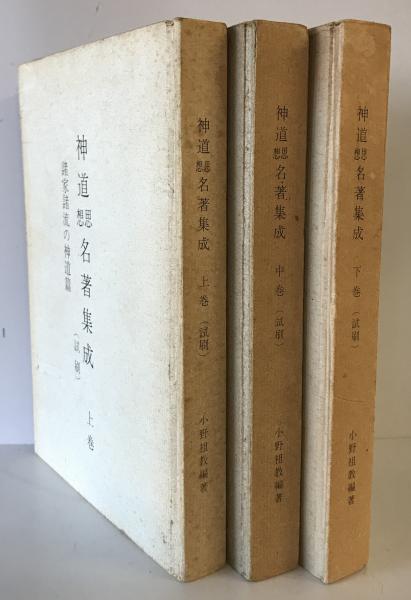 神道思想名著集成（試刷）上巻
諸家諸流の神道篇
神道思想名著集成 上巻（試刷） 小野祖教編著
神道思想名著集成 中巻（試刷） 小野祖教編著
神道思想名著集成 下巻（試刷） 小野祖教編著